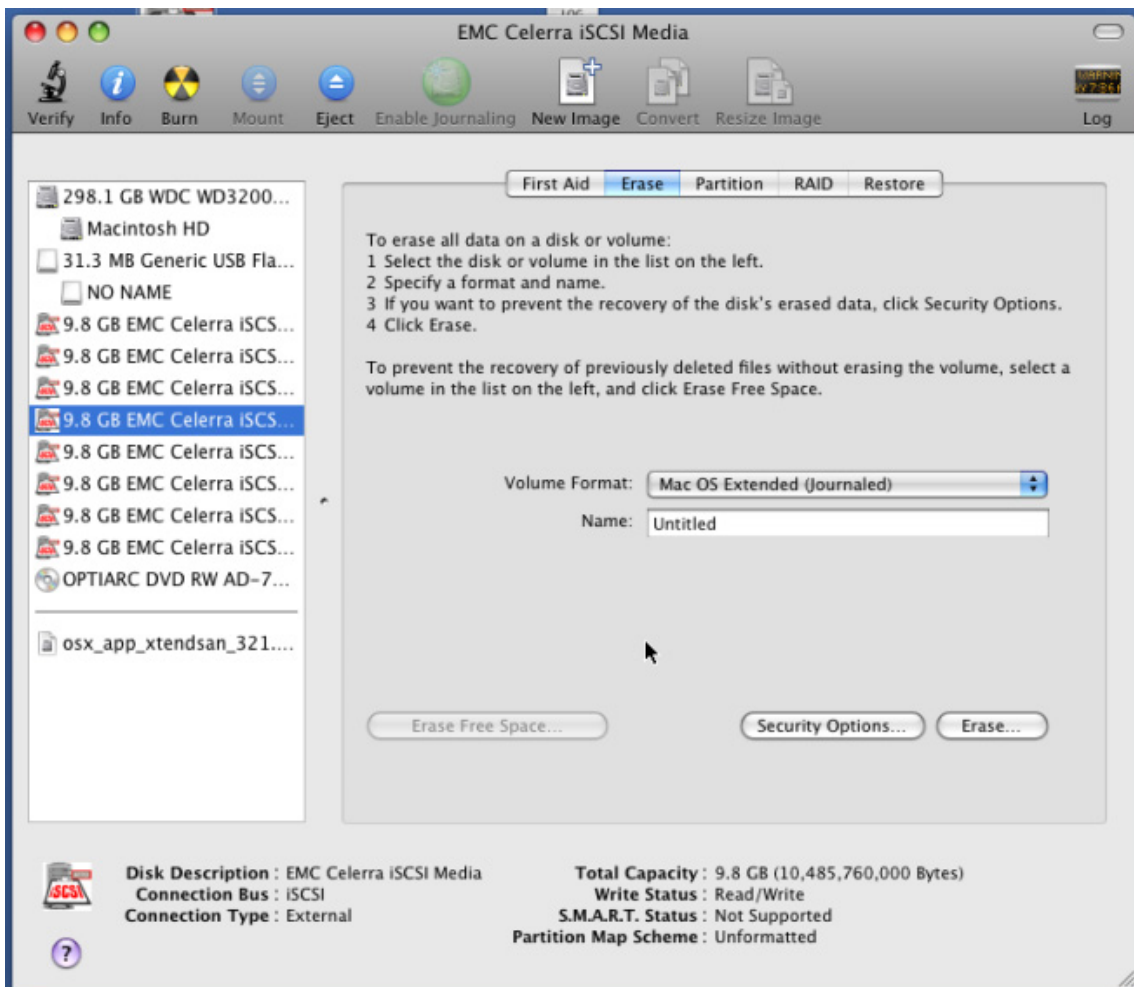 EMC Celerra iSCSI Media
Verify Info Burn Mount Eject Enable Journaling New Image Convert Resize Image Log
298.1 GB WDC WD3200...
Macintosh HD
31.3 MB Generic USB Fla...
NO NAME
9.8 GB EMC Celerra iSCS...
9.8 GB EMC Celerra iSCS...
9.8 GB EMC Celerra iSCS...
9.8 GB EMC Celerra iSCS...
9.8 GB EMC Celerra iSCS...
9.8 GB EMC Celerra iSCS...
9.8 GB EMC Celerra iSCS...
9.8 GB EMC Celerra iSCS...
OPTIARC DVD RW AD-7...
osx_app_xtendsan_321....
First Aid Erase Partition RAID Restore
To erase all data on a disk or volume:
1 Select the disk or volume in the list on the left.
2 Specify a format and name.
3 If you want to prevent the recovery of the disk's erased data, click Security Options.
4 Click Erase.
To prevent the recovery of previously deleted files without erasing the volume, select a
volume in the list on the left, and click Erase Free Space.
Volume Format: Mac OS Extended (Journaled)
Name: Untitled
Erase Free Space... Security Options... Erase...
iSCSI
Disk Description : EMC Celerra iSCSI Media
Connection Bus : iSCSI
Connection Type : External
Total Capacity : 9.8 GB (10,485,760,000 Bytes)
Write Status : Read/Write
S.M.A.R.T. Status : Not Supported
Partition Map Scheme : Unformatted
?